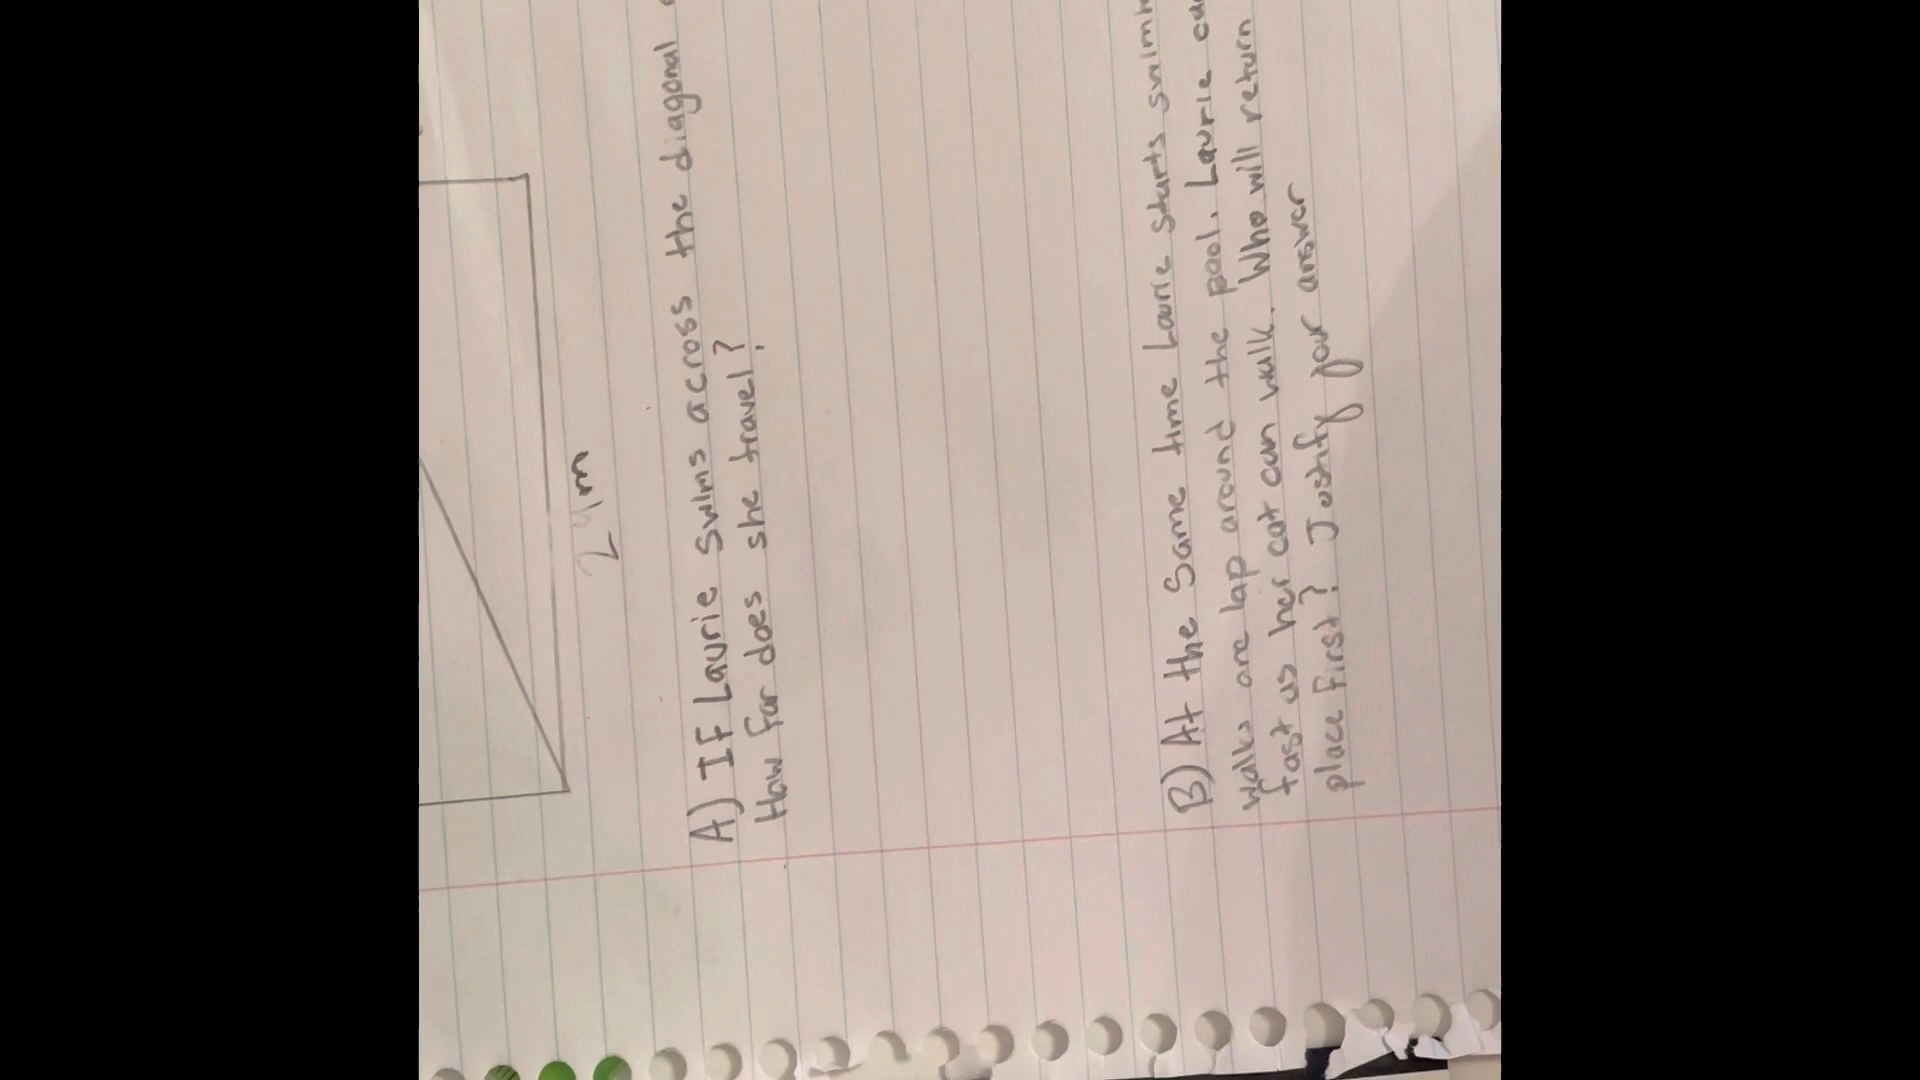 24m
A) IF Laurie swims across the diagonal
How far does she travel?
B) At the same time Laurie starts swim
walks one lap around the pool. Laurie
fast as her cat can walk. Who will return
place first? Justify your answer